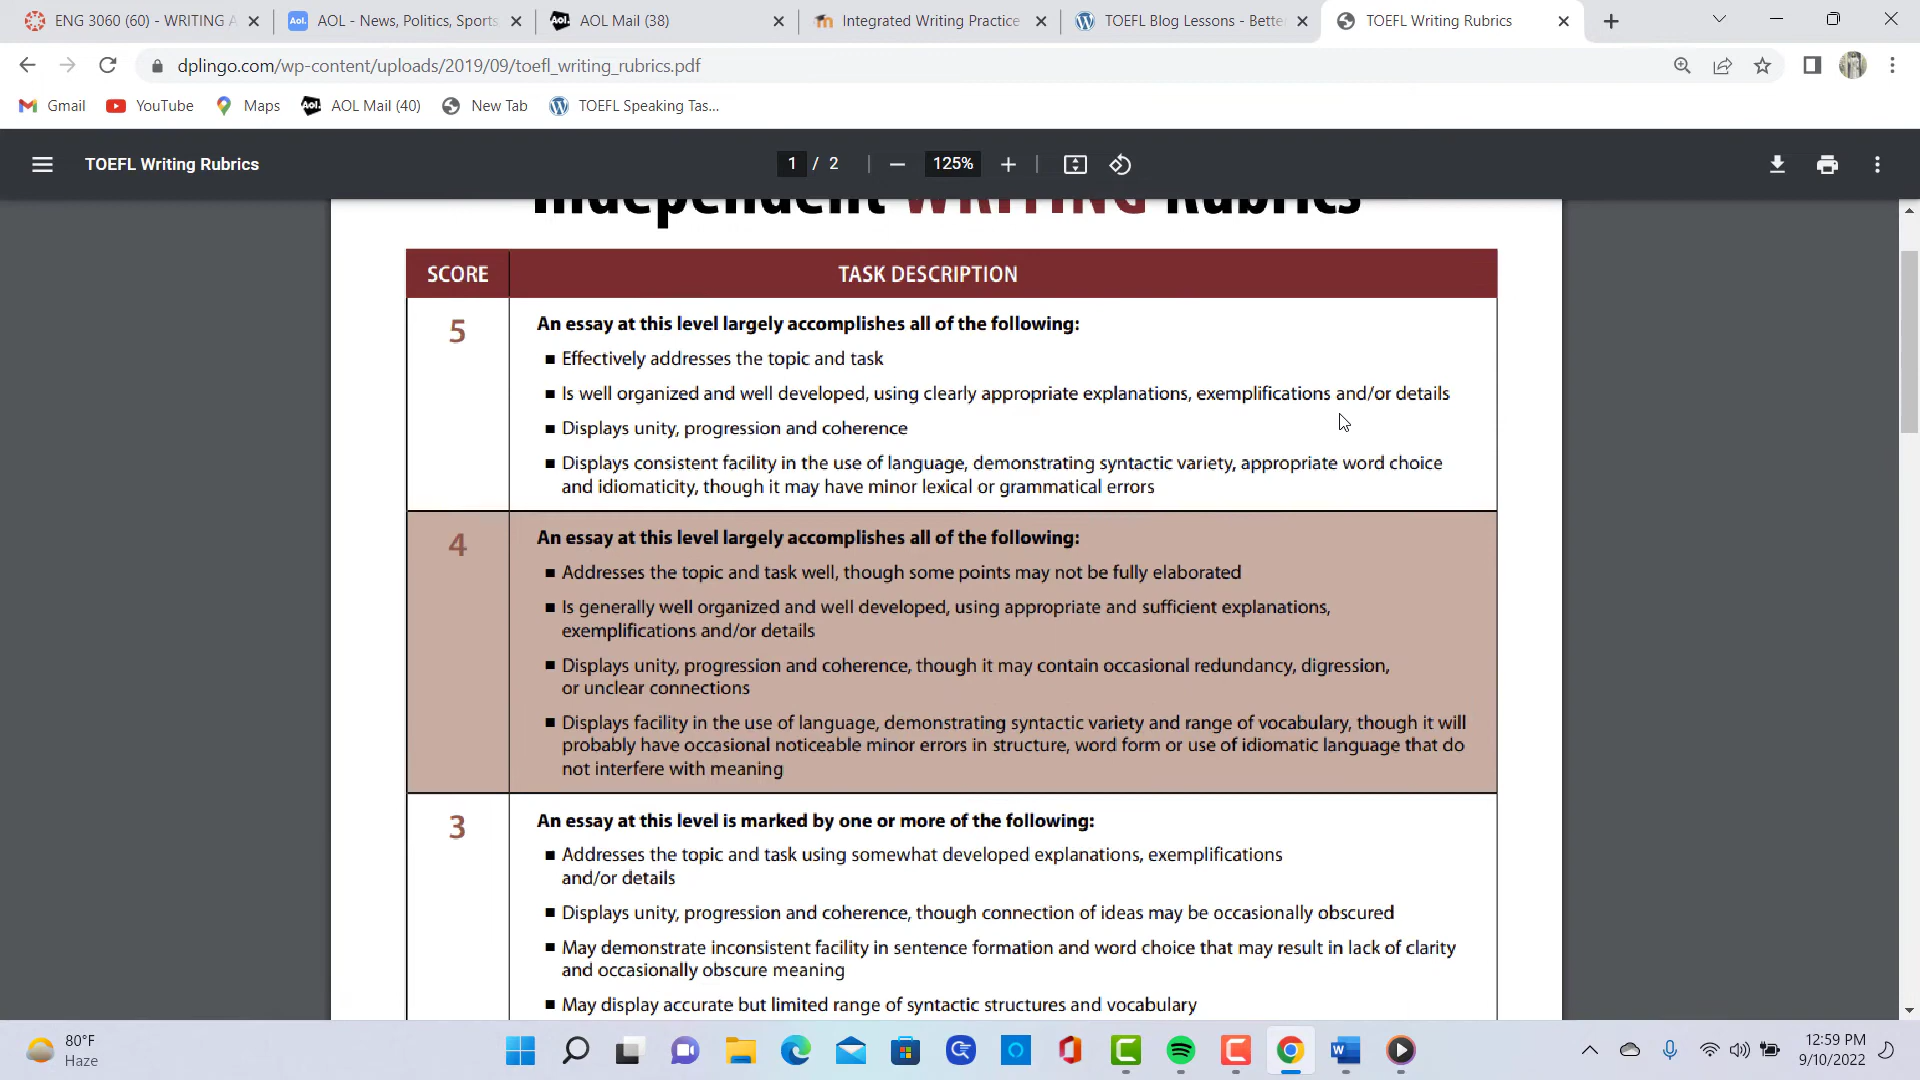 ENG 3060 (60) - WRITING A
AOL - News, Politics, Sports
AOL Mail (38)
Integrated Writing Practice
TOEFL Blog Lessons - Bette
TOEFL Writing Rubrics
dplingo.com/wp-content/uploads/2019/09/toefl_writing_rubrics.pdf
Gmail
YouTube
Maps
AOL Mail (40)
New Tab
TOEFL Speaking Tas...
TOEFL Writing Rubrics
1 / 2
125%
Independent WRITING Rubrics
SCORE
TASK DESCRIPTION
5
An essay at this level largely accomplishes all of the following:
■ Effectively addresses the topic and task
■ Is well organized and well developed, using clearly appropriate explanations, exemplifications and/or details
■ Displays unity, progression and coherence
■ Displays consistent facility in the use of language, demonstrating syntactic variety, appropriate word choice
and idiomaticity, though it may have minor lexical or grammatical errors
4
An essay at this level largely accomplishes all of the following:
■ Addresses the topic and task well, though some points may not be fully elaborated
■ Is generally well organized and well developed, using appropriate and sufficient explanations,
exemplifications and/or details
■ Displays unity, progression and coherence, though it may contain occasional redundancy, digression,
or unclear connections
■ Displays facility in the use of language, demonstrating syntactic variety and range of vocabulary, though it will
probably have occasional noticeable minor errors in structure, word form or use of idiomatic language that do
not interfere with meaning
3
An essay at this level is marked by one or more of the following:
■ Addresses the topic and task using somewhat developed explanations, exemplifications
and/or details
■ Displays unity, progression and coherence, though connection of ideas may be occasionally obscured
■ May demonstrate inconsistent facility in sentence formation and word choice that may result in lack of clarity
and occasionally obscure meaning
■ May display accurate but limited range of syntactic structures and vocabulary
80°F
Haze
12:59 PM
9/10/2022